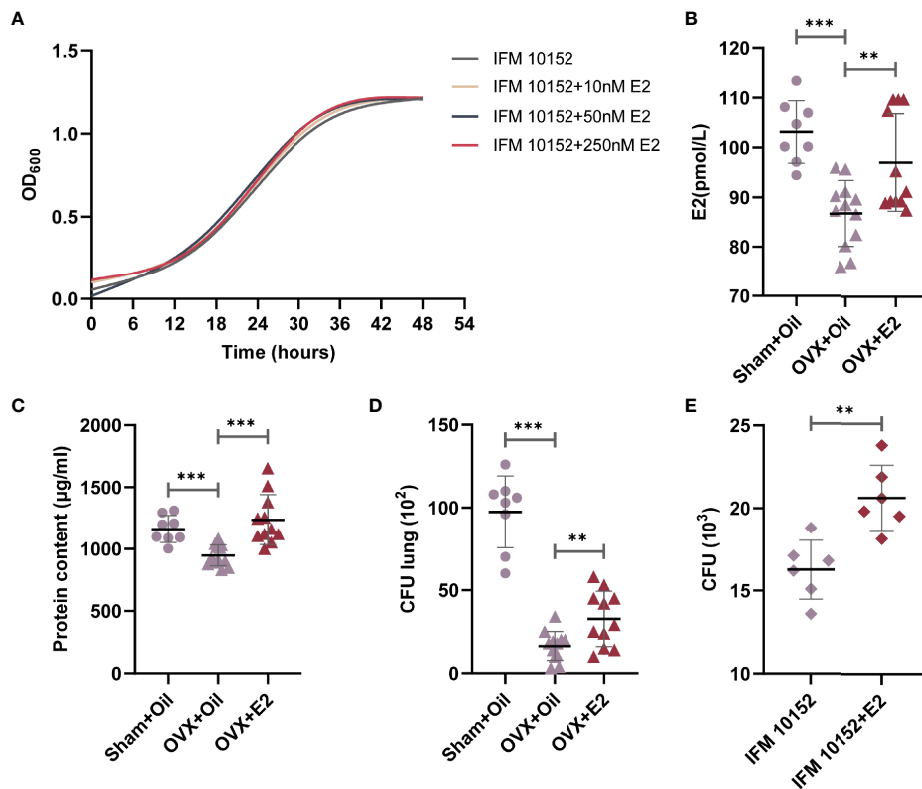 A
1.5
1.0
0.5
0.0
OD600
0 6 12 18 24 30 36 42 48 54
Time (hours)
IFM 10152
IFM 10152+10nM E2
IFM 10152+50nM E2
IFM 10152+250nM E2
B
***
**
120
110
100
90
80
70
E2(pmol/L)
Sham+Oil
OVX+Oil
OVX+E2
C
***
***
2000
1500
1000
500
0
Protein content (µg/ml)
Sham+Oil
OVX+Oil
OVX+E2
D
***
**
150
100
50
0
CFU lung (10²)
Sham+Oil
OVX+Oil
OVX+E2
E
**
25
20
15
10
CFU (10³)
IFM 10152
IFM 10152+E2